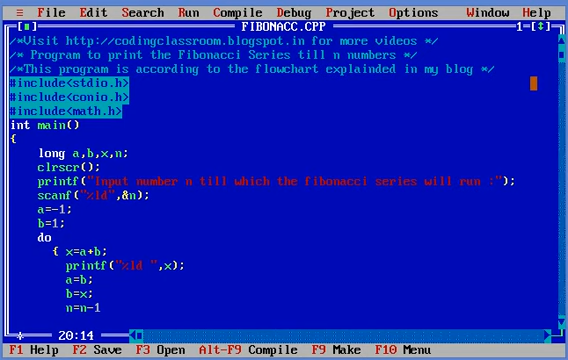 ≡ File Edit Search Run Compile Debug Project Options Window Help
[■] FIBONACC.CPP 1=[↕]
/*Visit http://codingclassroom.blogspot.in for more videos */
/* Program to print the Fibonacci Series till n numbers */
/*This program is according to the flowchart explainded in my blog */
#include<stdio.h>
#include<conio.h>
#include<math.h>
int main()
{
long a,b,x,n;
clrscr();
printf("Input number n till which the fibonacci series will run :");
scanf("%ld",&n);
a=-1;
b=1;
do
{ x=a+b;
printf("%ld ",x);
a=b;
b=x;
n=n-1
* 20:14
F1 Help F2 Save F3 Open Alt-F9 Compile F9 Make F10 Menu